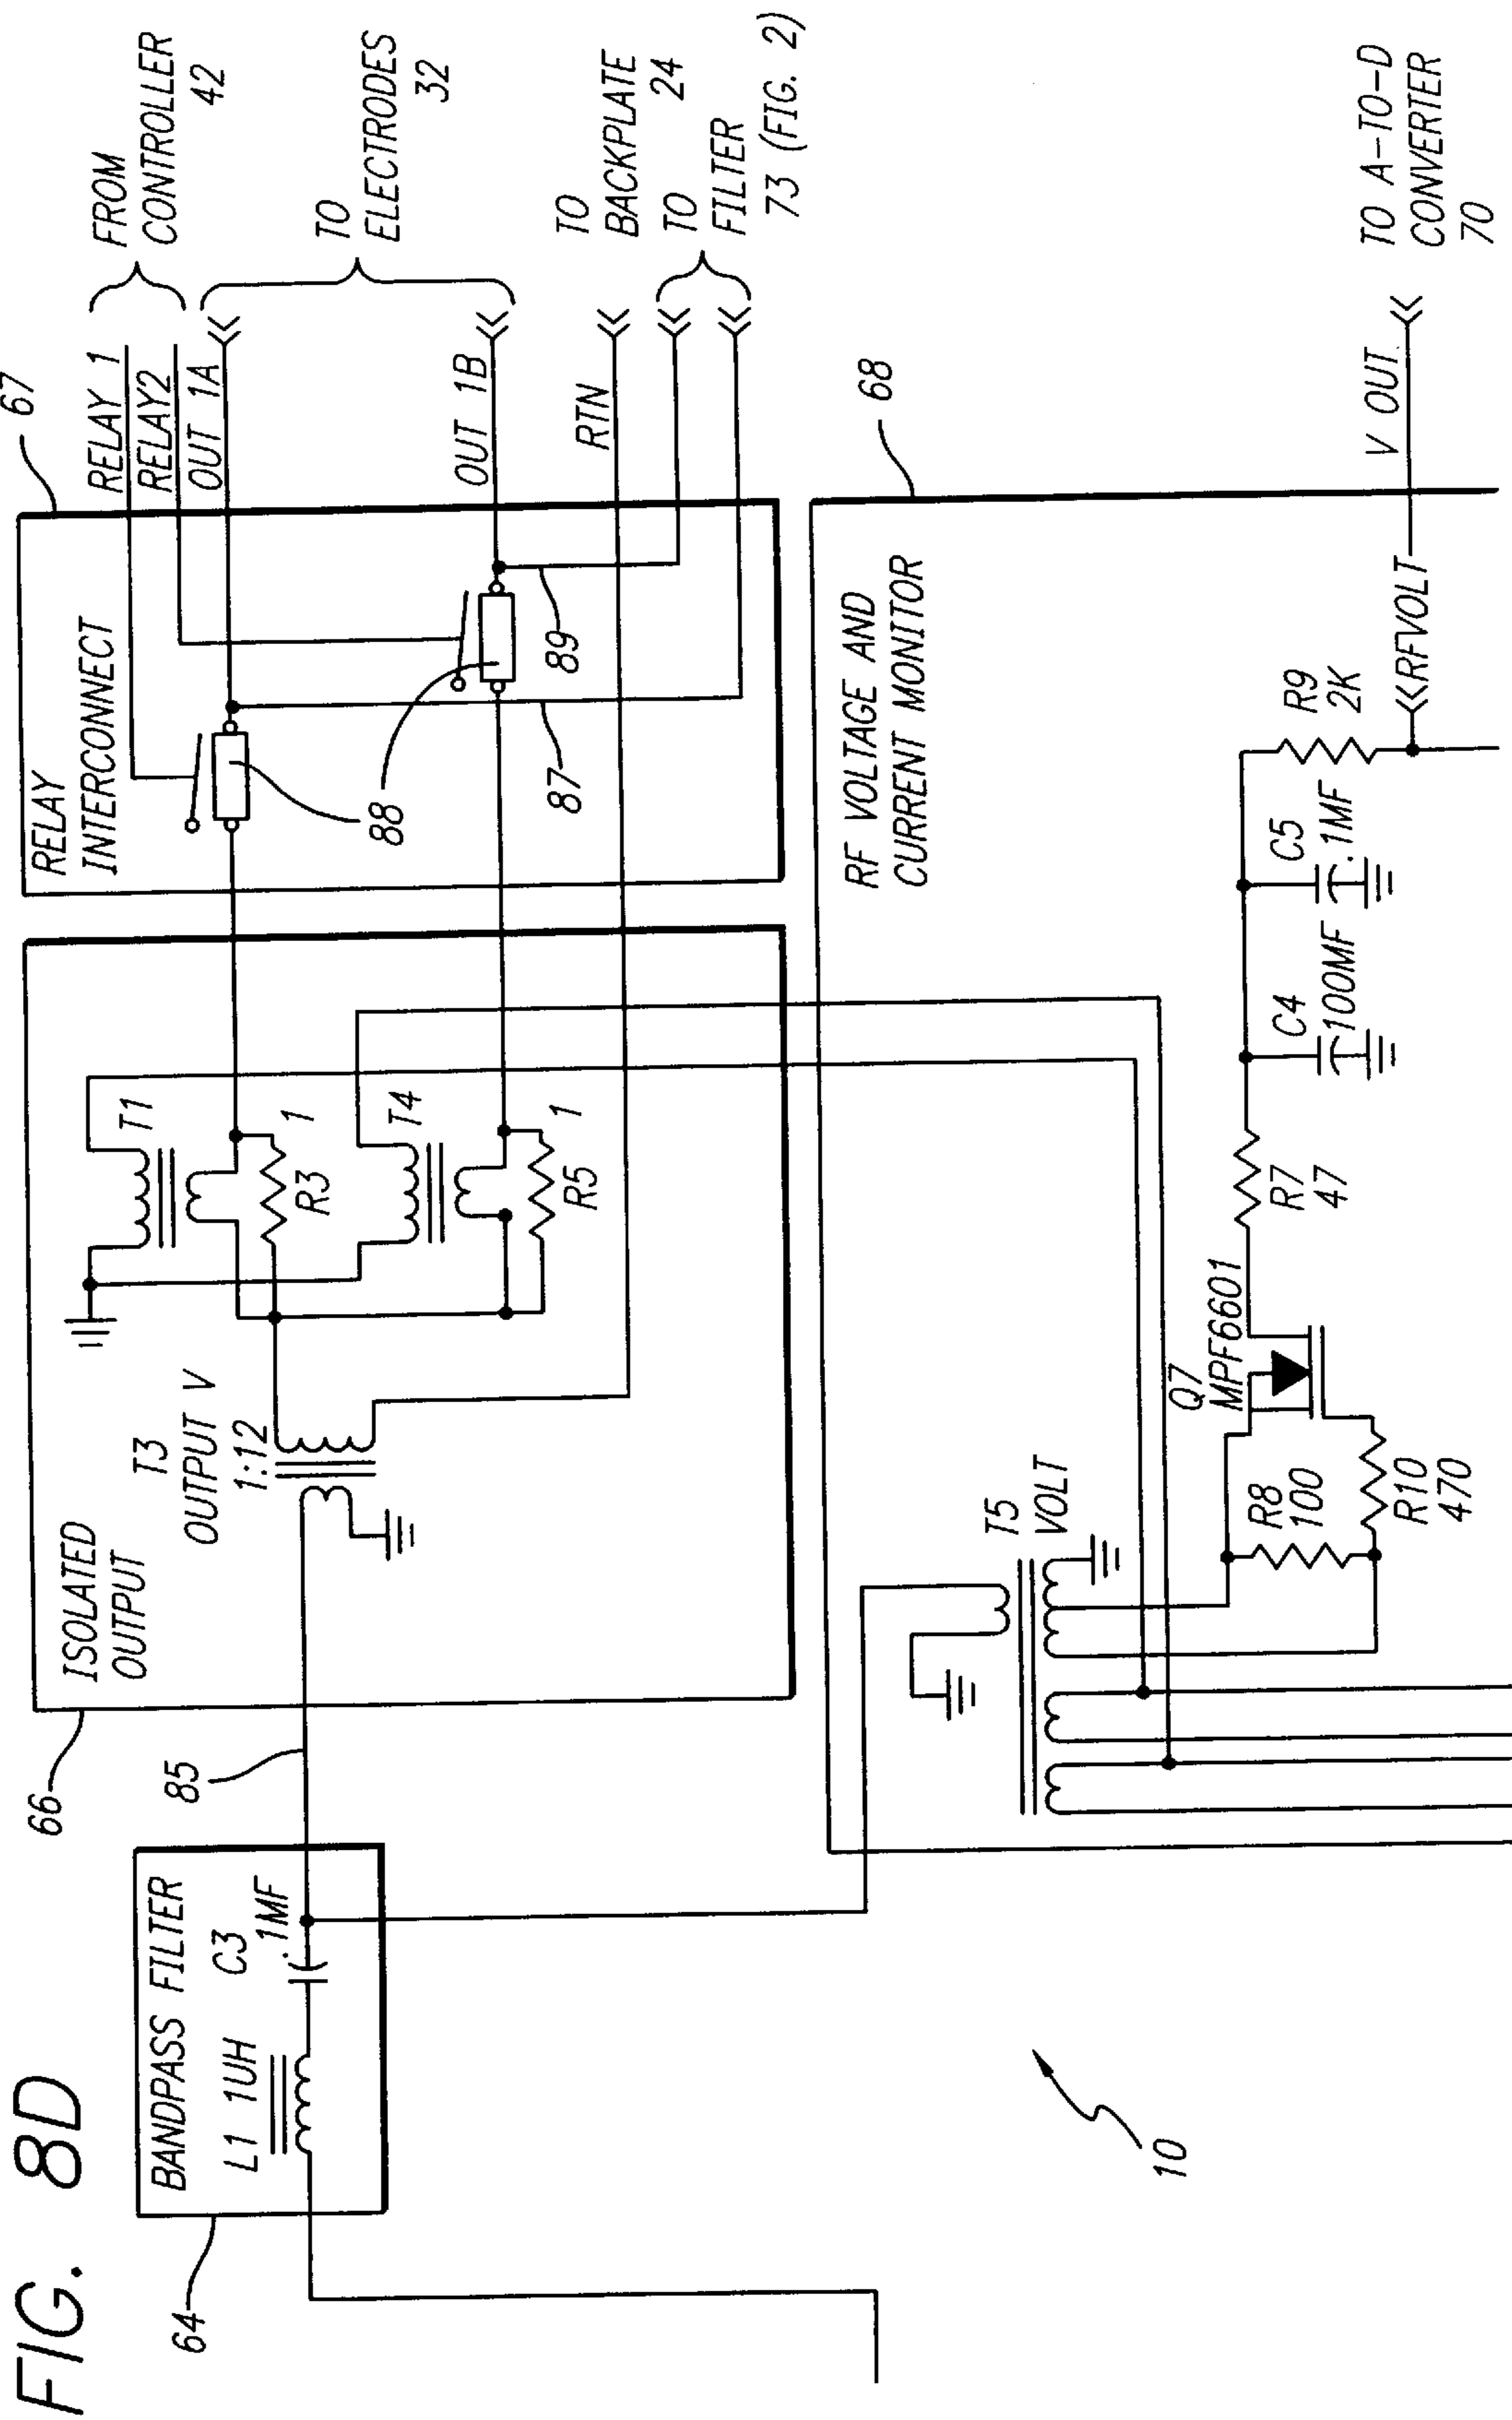 FIG. 8D
64
BANDPASS FILTER
L1 1UH
C3
.1MF
66
85
ISOLATED
OUTPUT
T3
OUTPUT V
1:12
T1
R3
1
T4
R5
1
67
RELAY
INTERCONNECT
88
87
89
RELAY 1
RELAY2
OUT 1A
OUT 1B
RTN
FROM
CONTROLLER
42
TO
ELECTRODES
32
TO
BACKPLATE
24
TO
FILTER
73 (FIG. 2)
68
RF VOLTAGE AND
CURRENT MONITOR
T5
VOLT
R8
100
R10
470
Q7
MPF6601
R7
47
C4
100MF
C5
.1MF
R9
2K
RFVOLT
V OUT
TO A-TO-D
CONVERTER
70
10